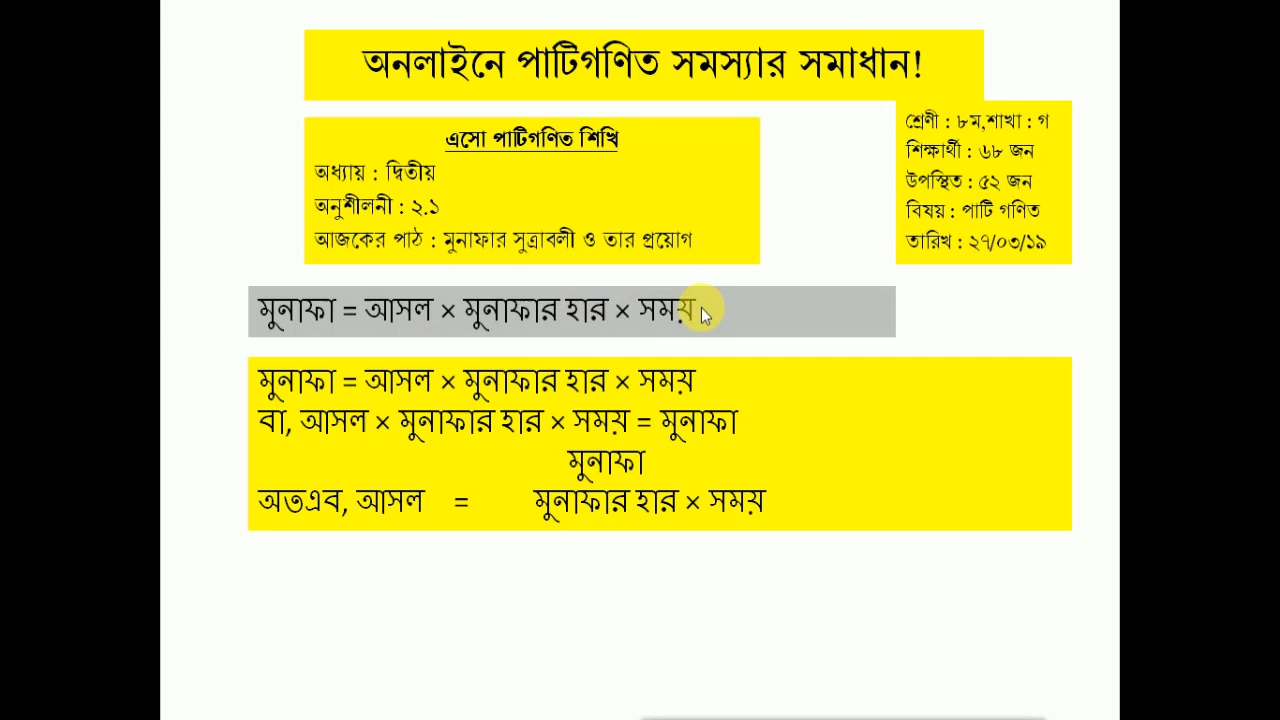 অনলাইনে পাটিগণিত সমস্যার সমাধান!
এসো পাটিগণিত শিখি
অধ্যায় : দ্বিতীয়
অনুশীলনী : ২.১
আজকের পাঠ : মুনাফার সুত্রাবলী ও তার প্রয়োগ
শ্রেণী : ৮ম,শাখা : গ
শিক্ষার্থী : ৬৮ জন
উপস্থিত : ৫২ জন
বিষয় : পাটি গণিত
তারিখ : ২৭/০৩/১৯
মুনাফা = আসল × মুনাফার হার × সময়
মুনাফা = আসল × মুনাফার হার × সময়
বা, আসল × মুনাফার হার × সময় = মুনাফা
মুনাফা
অতএব, আসল = মুনাফার হার × সময়